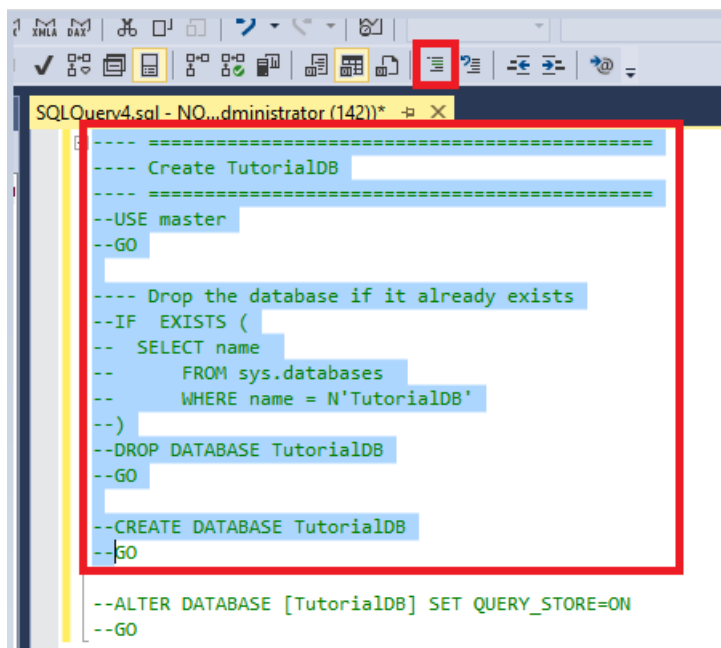 XMLA DAX
SQLQuery4.sql - NO...dministrator (142))*
---- =============================================
---- Create TutorialDB
---- =============================================
--USE master
--GO
---- Drop the database if it already exists
--IF  EXISTS (
--  SELECT name
--      FROM sys.databases
--      WHERE name = N'TutorialDB'
--)
--DROP DATABASE TutorialDB
--GO
--CREATE DATABASE TutorialDB
--GO
--ALTER DATABASE [TutorialDB] SET QUERY_STORE=ON
--GO